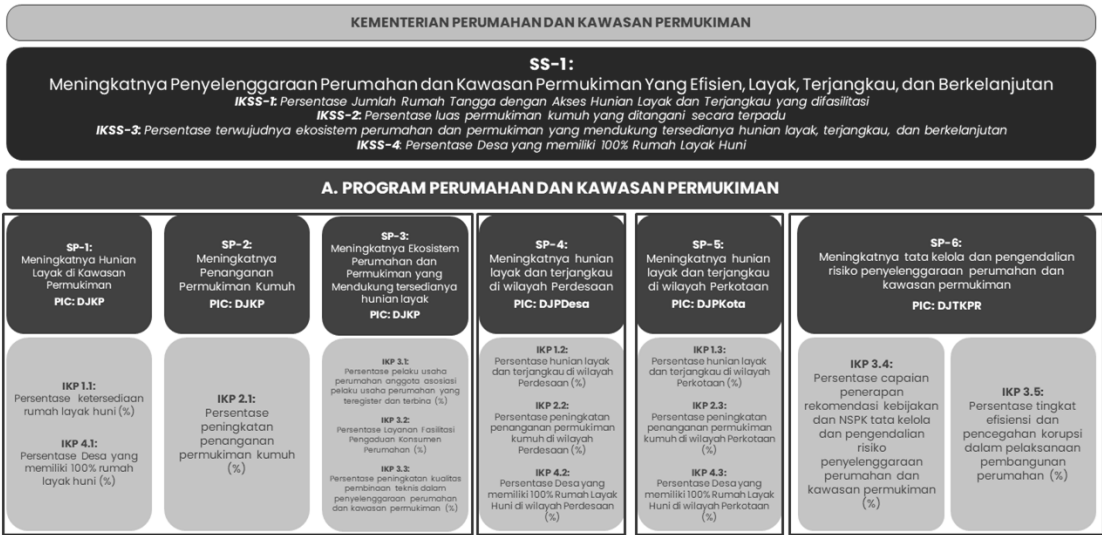 KEMENTERIAN PERUMAHAN DAN KAWASAN PERMUKIMAN
SS-1:
Meningkatnya Penyelenggaraan Perumahan dan Kawasan Permukiman Yang Efisien, Layak, Terjangkau, dan Berkelanjutan
IKSS-1: Persentase Jumlah Rumah Tangga dengan Akses Hunian Layak dan Terjangkau yang difasilitasi
IKSS-2: Persentase luas permukiman kumuh yang ditangani secara terpadu
IKSS-3: Persentase terwujudnya ekosistem perumahan dan permukiman yang mendukung tersedianya hunian layak, terjangkau, dan berkelanjutan
IKSS-4: Persentase Desa yang memiliki 100% Rumah Layak Huni
A. PROGRAM PERUMAHAN DAN KAWASAN PERMUKIMAN
SP-1:
Meningkatnya Hunian
Layak di Kawasan
Permukiman
PIC: DJKP
IKP 1.1:
Persentase ketersediaan
rumah layak huni (%)
IKP 4.1:
Persentase Desa yang
memiliki 100% rumah
layak huni (%)
SP-2:
Meningkatnya
Penanganan
Permukiman Kumuh
PIC: DJKP
IKP 2.1:
Persentase
peningkatan
penanganan
permukiman kumuh
(%)
SP-3:
Meningkatnya Ekosistem
Perumahan dan
Permukiman yang
Mendukung tersedianya
hunian layak
PIC: DJKP
IKP 3.1:
Persentase pelaku usaha
perumahan anggota asosiasi
pelaku usaha perumahan yang
teregister dan terbina (%)
IKP 3.2:
Persentase Layanan Fasilitasi
Pengaduan Konsumen
Perumahan (%)
IKP 3.3:
Persentase peningkatan kualitas
pembinaan teknis dalam
penyelenggaraan perumahan
dan kawasan permukiman (%)
SP-4:
Meningkatnya hunian
layak dan terjangkau
di wilayah Perdesaan
PIC: DJPDesa
IKP 1.2:
Persentase hunian layak
dan terjangkau di wilayah
Perdesaan (%)
IKP 2.2:
Persentase peningkatan
penanganan permukiman
kumuh di wilayah
Perdesaan (%)
IKP 4.2:
Persentase Desa yang
memiliki 100% Rumah Layak
Huni di wilayah Perdesaan
(%)
SP-5:
Meningkatnya hunian
layak dan terjangkau
di wilayah Perkotaan
PIC: DJPKota
IKP 1.3:
Persentase hunian layak
dan terjangkau di wilayah
Perkotaan (%)
IKP 2.3:
Persentase peningkatan
penanganan permukiman
kumuh di wilayah Perkotaan
(%)
IKP 4.3:
Persentase Desa yang
memiliki 100% Rumah Layak
Huni di wilayah Perkotaan
(%)
SP-6:
Meningkatnya tata kelola dan pengendalian
risiko penyelenggaraan perumahan dan
kawasan permukiman
PIC: DJTKPR
IKP 3.4:
Persentase capaian
penerapan
rekomendasi kebijakan
dan NSPK tata kelola
dan pengendalian
risiko
penyelenggaraan
perumahan dan
kawasan permukiman
(%)
IKP 3.5:
Persentase tingkat
efisiensi dan
pencegahan korupsi
dalam pelaksanaan
pembangunan
perumahan (%)